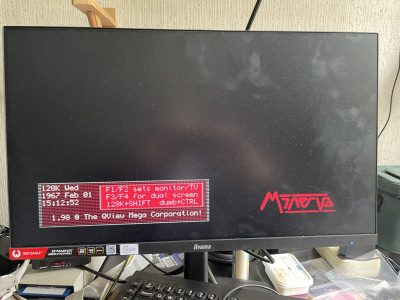 128K Wed
1967 Feb 01
15:12:52
F1/F2 sets monitor/TV
F3/F4 for dual screen
128K+SHIFT dumb+CTRL
1.98 @ The QView Mega Corporation!
Minerva
iiyama